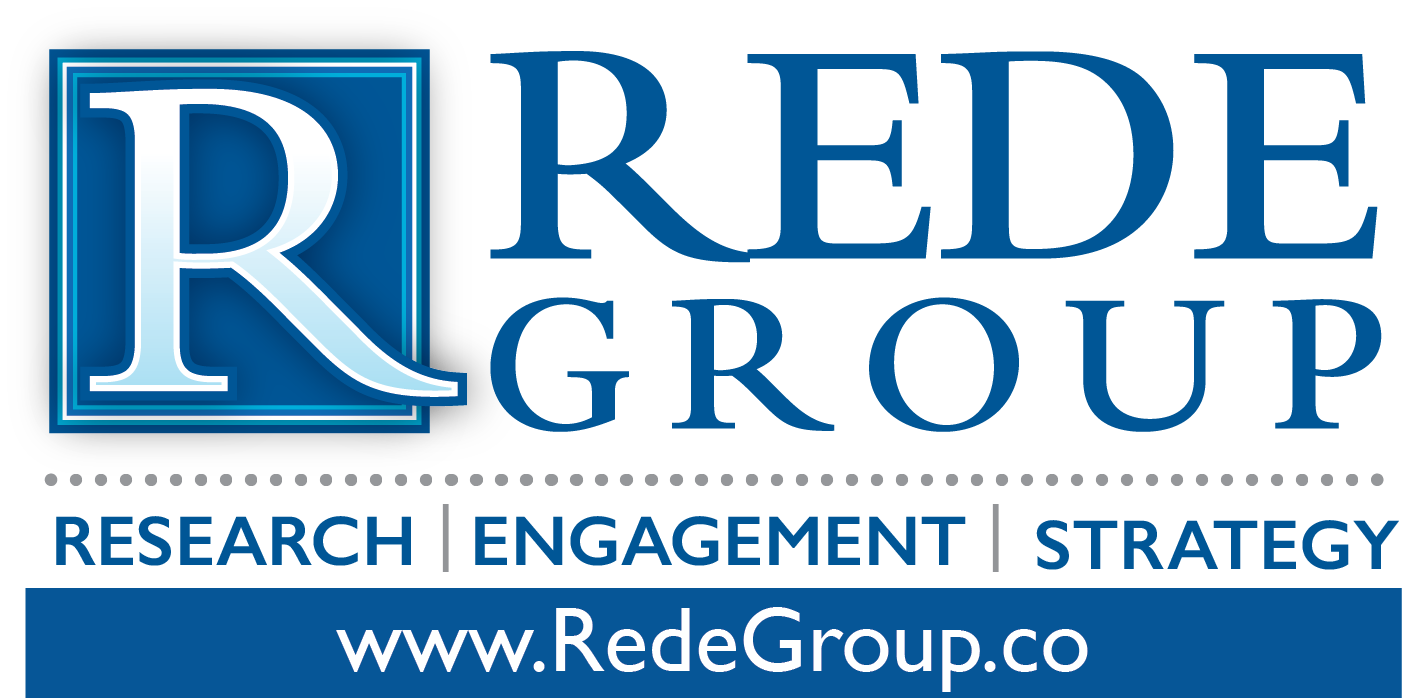 R
REDE
GROUP
RESEARCH | ENGAGEMENT | STRATEGY
www.RedeGroup.co